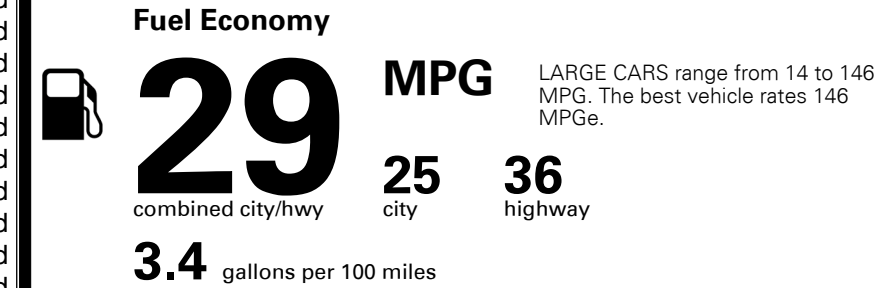 Fuel Economy
29 MPG
LARGE CARS range from 14 to 146
MPG. The best vehicle rates 146
MPGe.
25 36
combined city/hwy city highway
3.4 gallons per 100 miles
d
d
d
d
d
d
d
d
d
d